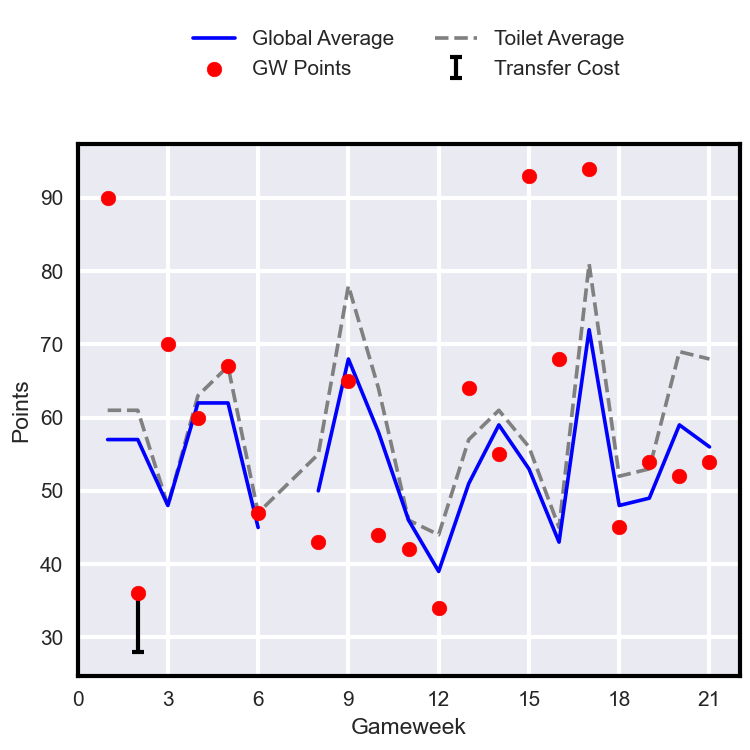 Global Average
GW Points
Toilet Average
Transfer Cost
90
80
70
60
50
40
30
Points
0 3 6 9 12 15 18 21
Gameweek